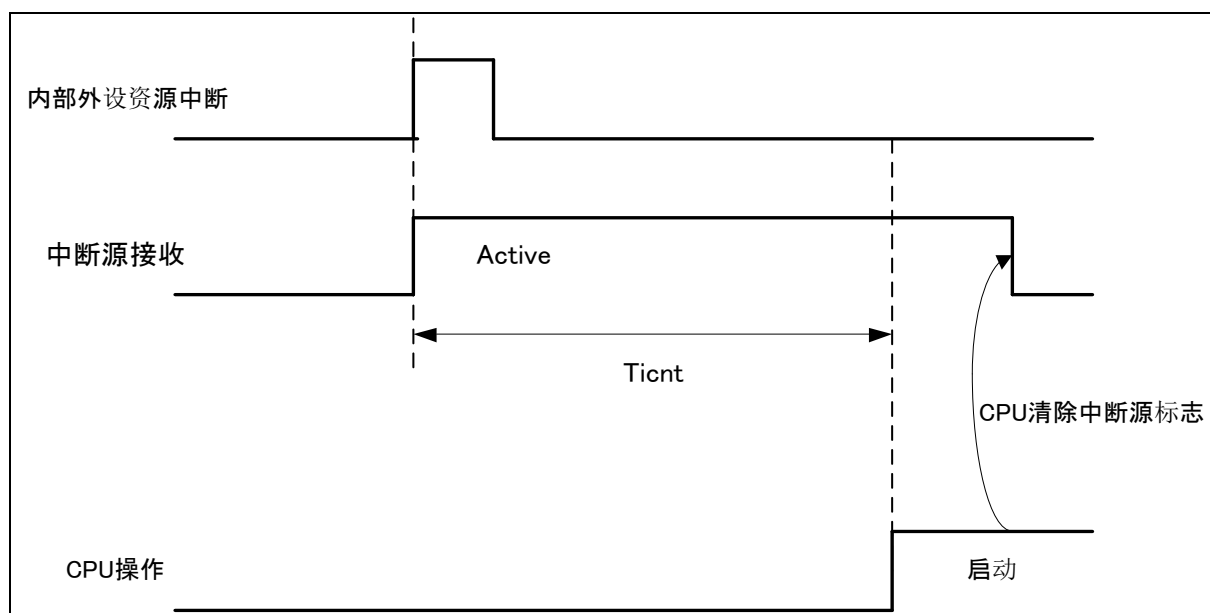 内部外设资源中断
中断源接收
Active
Ticnt
CPU清除中断源标志
CPU操作
启动